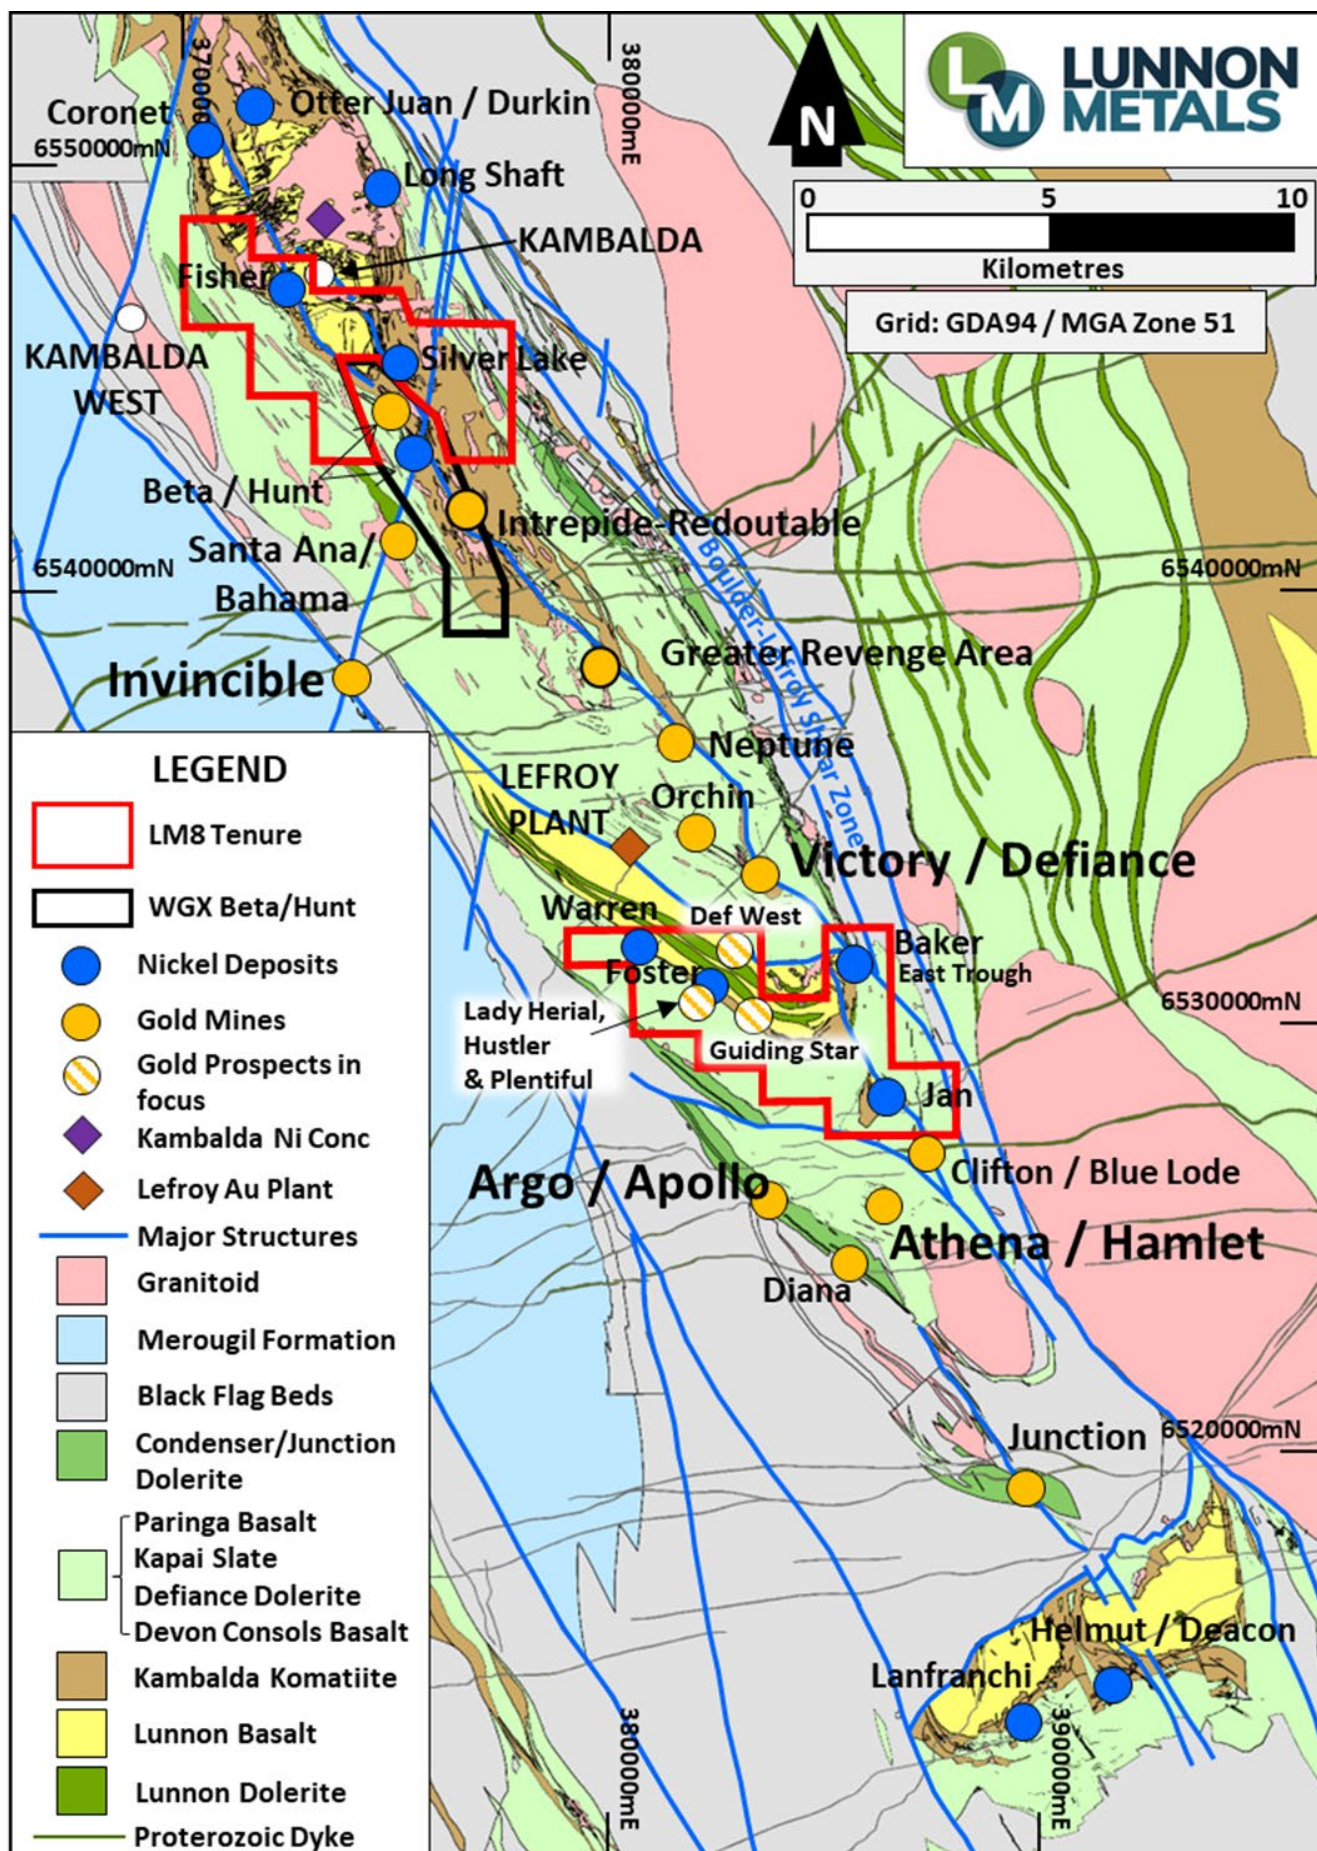 370000
380000mE
Coronet
Otter Juan / Durkin
6550000mN
N
LM
LUNNON
METALS
Long Shaft
0 5 10
Kilometres
KAMBALDA
Fisher
Grid: GDA94 / MGA Zone 51
KAMBALDA
WEST
Silver Lake
Beta / Hunt
Intrepide-Redoutable
Santa Ana/
Bahama
6540000mN
6540000mN
Boulder-Lefroy Shear Zone
Invincible
Greater Revenge Area
Neptune
LEFROY
PLANT
Orchin
Victory / Defiance
Warren
Def West
Baker
East Trough
Foster
6530000mN
Lady Herial,
Hustler
& Plentiful
Guiding Star
Jan
Clifton / Blue Lode
Argo / Apollo
Athena / Hamlet
Diana
Junction
6520000mN
Helmut / Deacon
Lanfranchi
380000mE
390000mE
LEGEND
LM8 Tenure
WGX Beta/Hunt
Nickel Deposits
Gold Mines
Gold Prospects in
focus
Kambalda Ni Conc
Lefroy Au Plant
Major Structures
Granitoid
Merougil Formation
Black Flag Beds
Condenser/Junction
Dolerite
Paringa Basalt
Kapai Slate
Defiance Dolerite
Devon Consols Basalt
Kambalda Komatiite
Lunnon Basalt
Lunnon Dolerite
Proterozoic Dyke